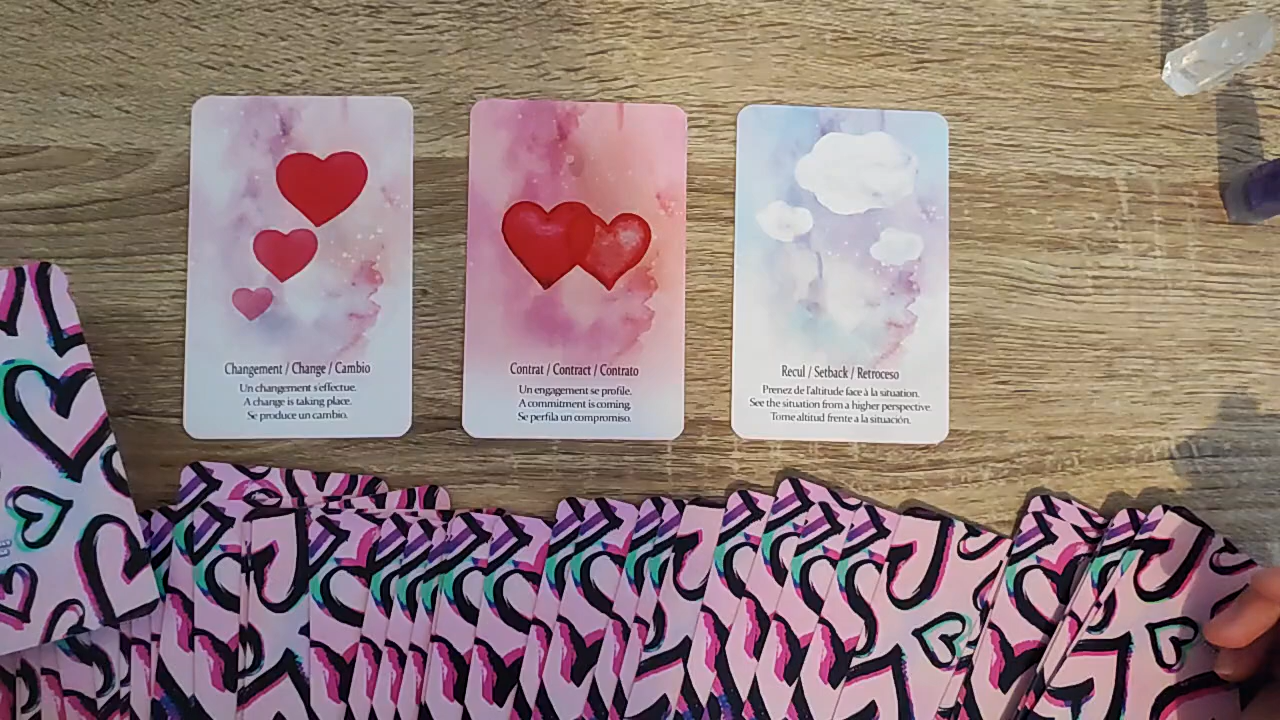 Changement / Change / Cambio
Un changement s'effectue.
A change is taking place.
Se produce un cambio.
Contrat / Contract / Contrato
Un engagement se profile.
A commitment is coming.
Se perfila un compromiso.
Recul / Setback / Retroceso
Prenez de l'altitude face à la situation.
See the situation from a higher perspective.
Tome altitud frente a la situación.